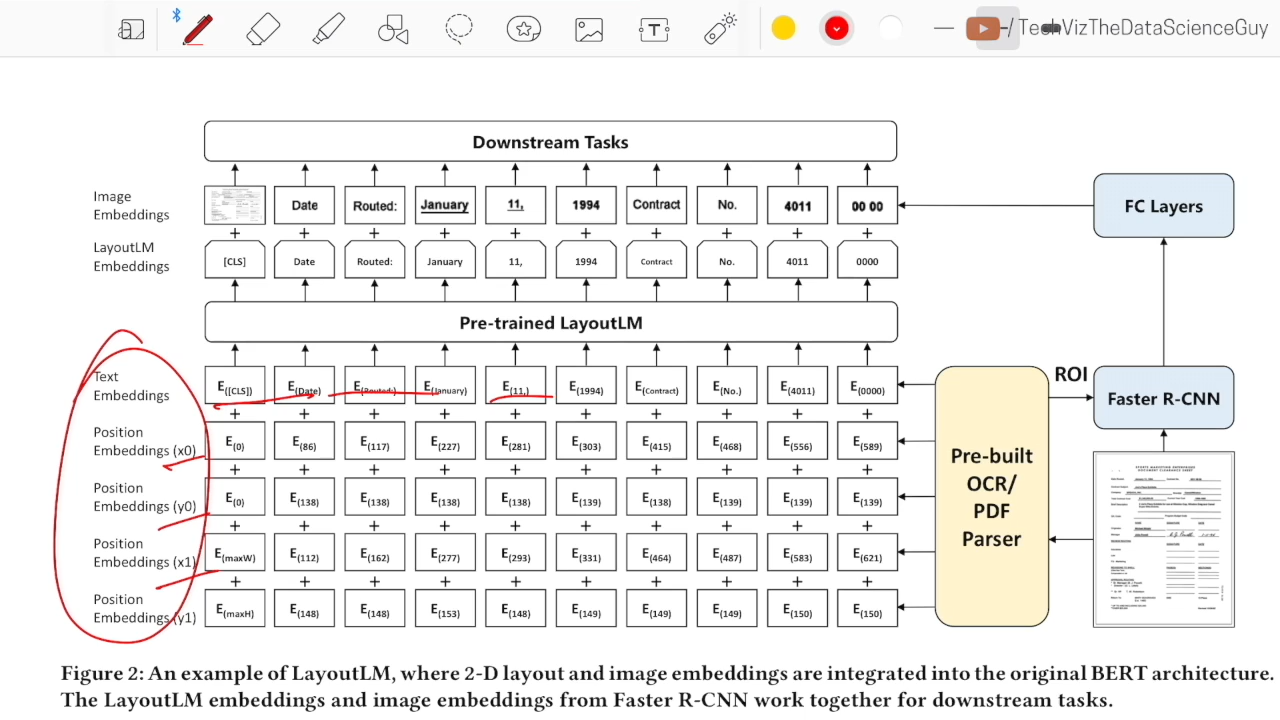 / TechVizTheDataScienceGuy
Downstream Tasks
Image
Embeddings
Date Routed: January 11, 1994 Contract No. 4011 00 00
FC Layers
LayoutLM
Embeddings
[CLS] Date Routed: January 11, 1994 Contract No. 4011 0000
Pre-trained LayoutLM
Text
Embeddings
E([CLS]) E(Date) E(Routed:) E(January) E(11,) E(1994) E(Contract) E(No.) E(4011) E(0000)
ROI
Faster R-CNN
Position
Embeddings (x0)
E(0) E(86) E(117) E(227) E(281) E(303) E(415) E(468) E(556) E(589)
Position
Embeddings (y0)
E(0) E(138) E(138) E(138) E(138) E(139) E(138) E(139) E(139) E(139)
Position
Embeddings (x1)
E(maxW) E(112) E(162) E(277) E(293) E(331) E(464) E(487) E(583) E(621)
Position
Embeddings (y1)
E(maxH) E(148) E(148) E(153) E(148) E(149) E(149) E(149) E(150) E(150)
Pre-built
OCR/
PDF
Parser
Figure 2: An example of LayoutLM, where 2-D layout and image embeddings are integrated into the original BERT architecture.
The LayoutLM embeddings and image embeddings from Faster R-CNN work together for downstream tasks.